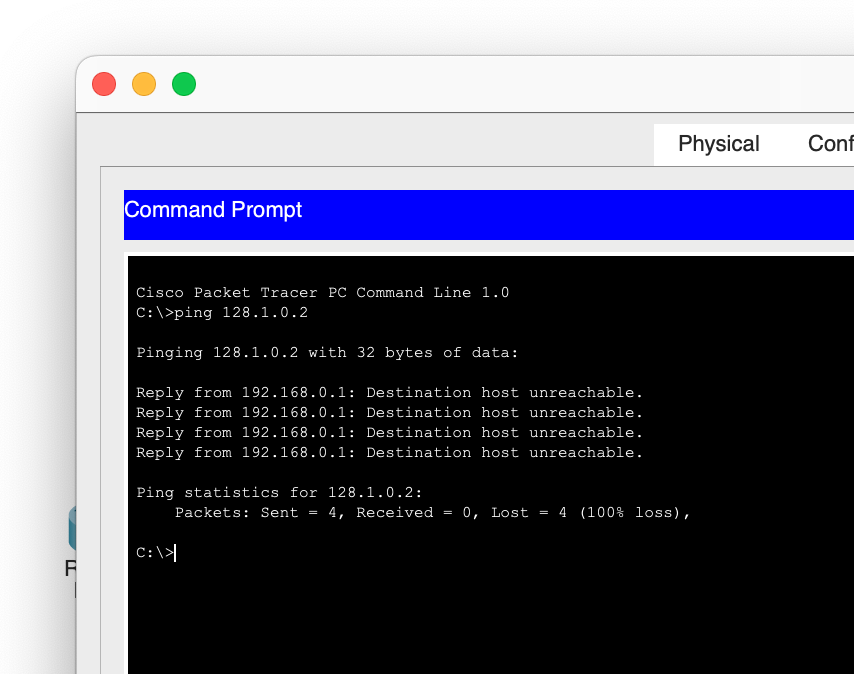 Physical
Conf
Command Prompt
Cisco Packet Tracer PC Command Line 1.0
C:\>ping 128.1.0.2
Pinging 128.1.0.2 with 32 bytes of data:
Reply from 192.168.0.1: Destination host unreachable.
Reply from 192.168.0.1: Destination host unreachable.
Reply from 192.168.0.1: Destination host unreachable.
Reply from 192.168.0.1: Destination host unreachable.
Ping statistics for 128.1.0.2:
    Packets: Sent = 4, Received = 0, Lost = 4 (100% loss),
C:\>